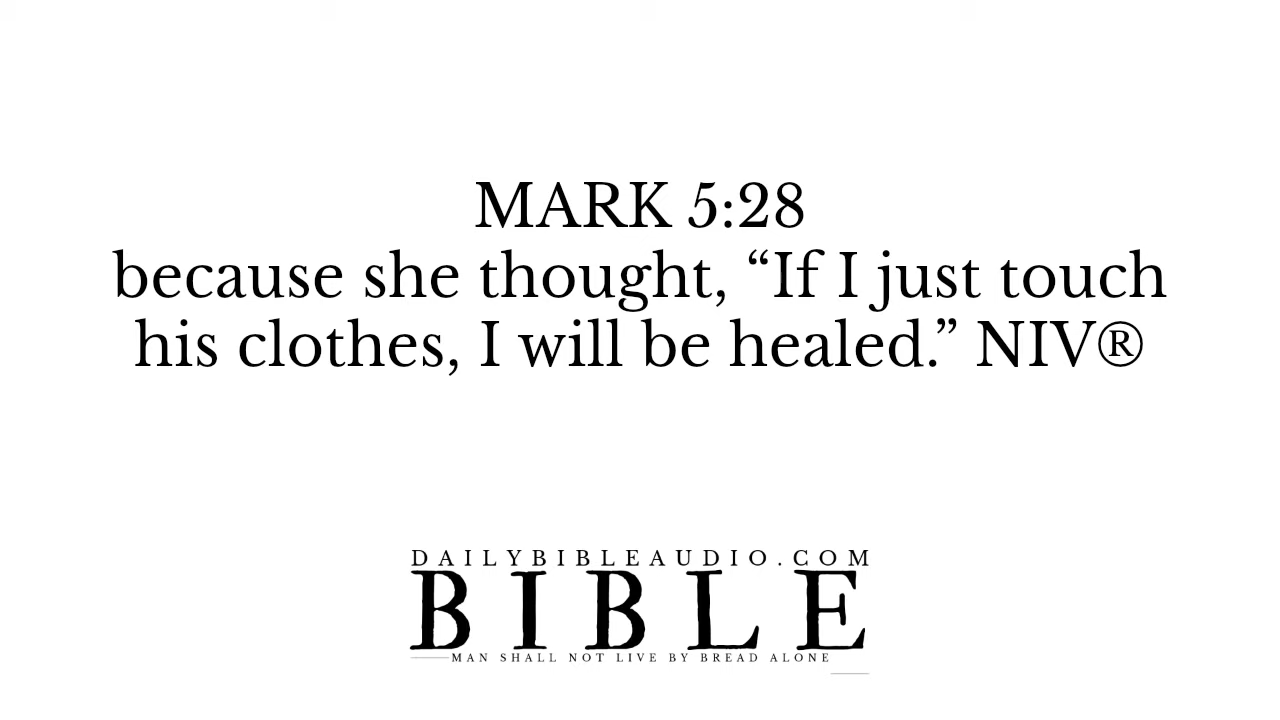 MARK 5:28
because she thought, “If I just touch
his clothes, I will be healed.” NIV®
DAILYBIBLEAUDIO.COM
BIBLE
MAN SHALL NOT LIVE BY BREAD ALONE